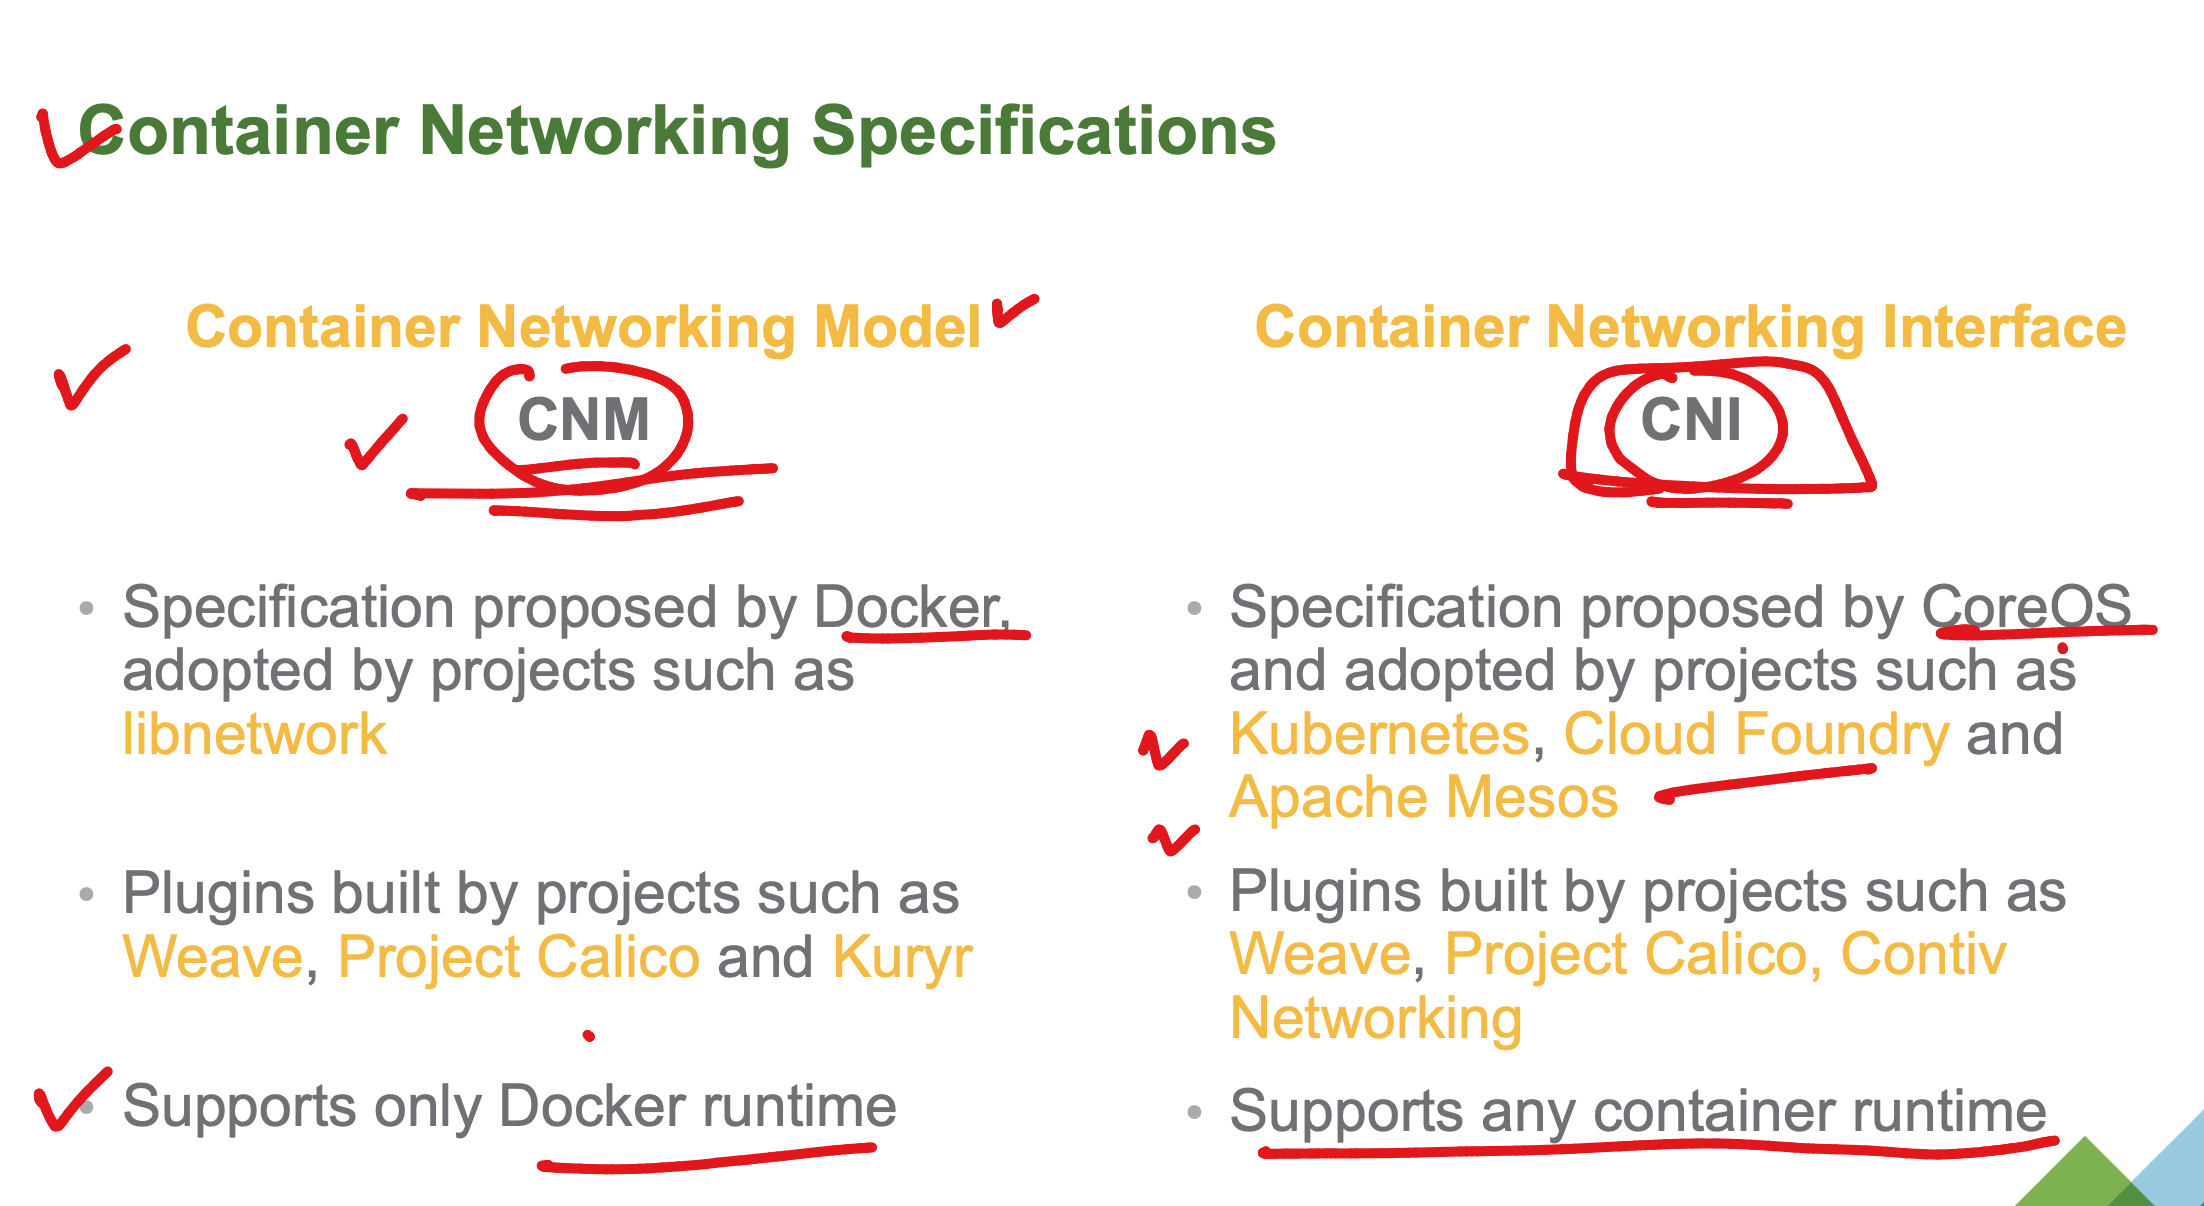 Container Networking Specifications
Container Networking Model
CNM
• Specification proposed by Docker,
adopted by projects such as
libnetwork
• Plugins built by projects such as
Weave, Project Calico and Kuryr
• Supports only Docker runtime
Container Networking Interface
CNI
• Specification proposed by CoreOS
and adopted by projects such as
Kubernetes, Cloud Foundry and
Apache Mesos
• Plugins built by projects such as
Weave, Project Calico, Contiv
Networking
• Supports any container runtime